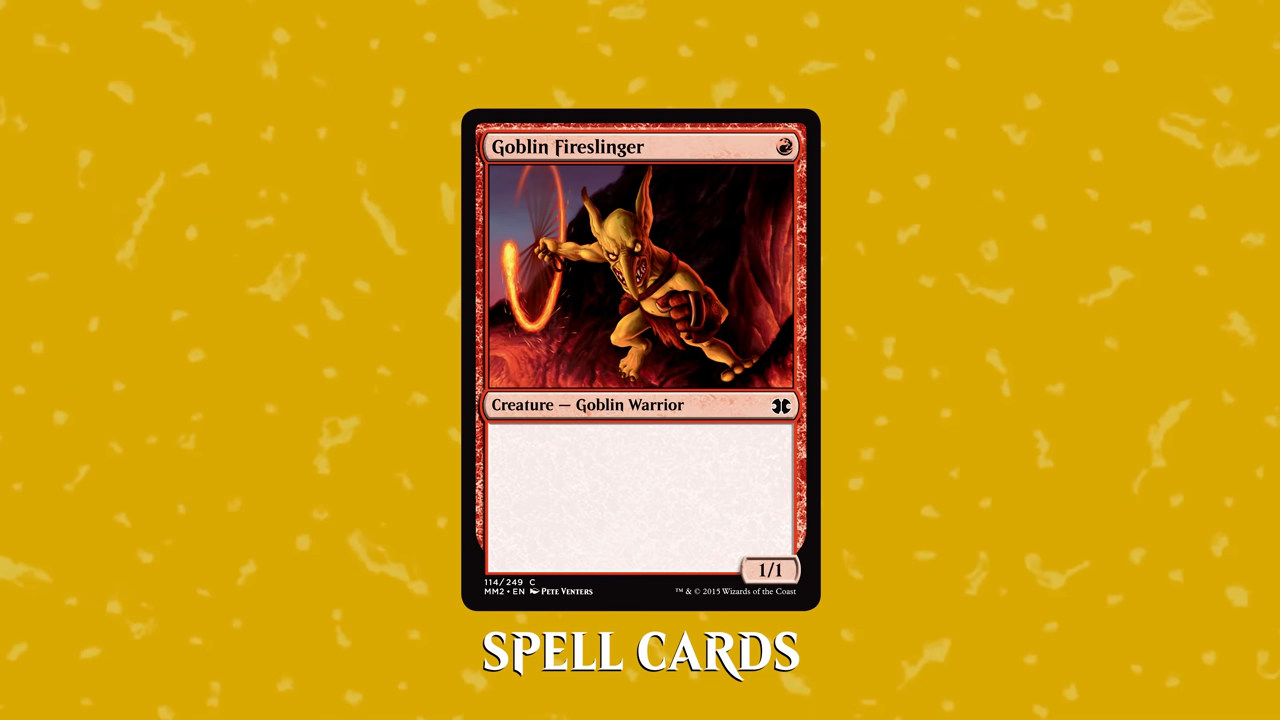 Goblin Fireslinger
Creature — Goblin Warrior
1/1
114/249 C
MM2 • EN Pete Venters
™ & © 2015 Wizards of the Coast
SPELL CARDS